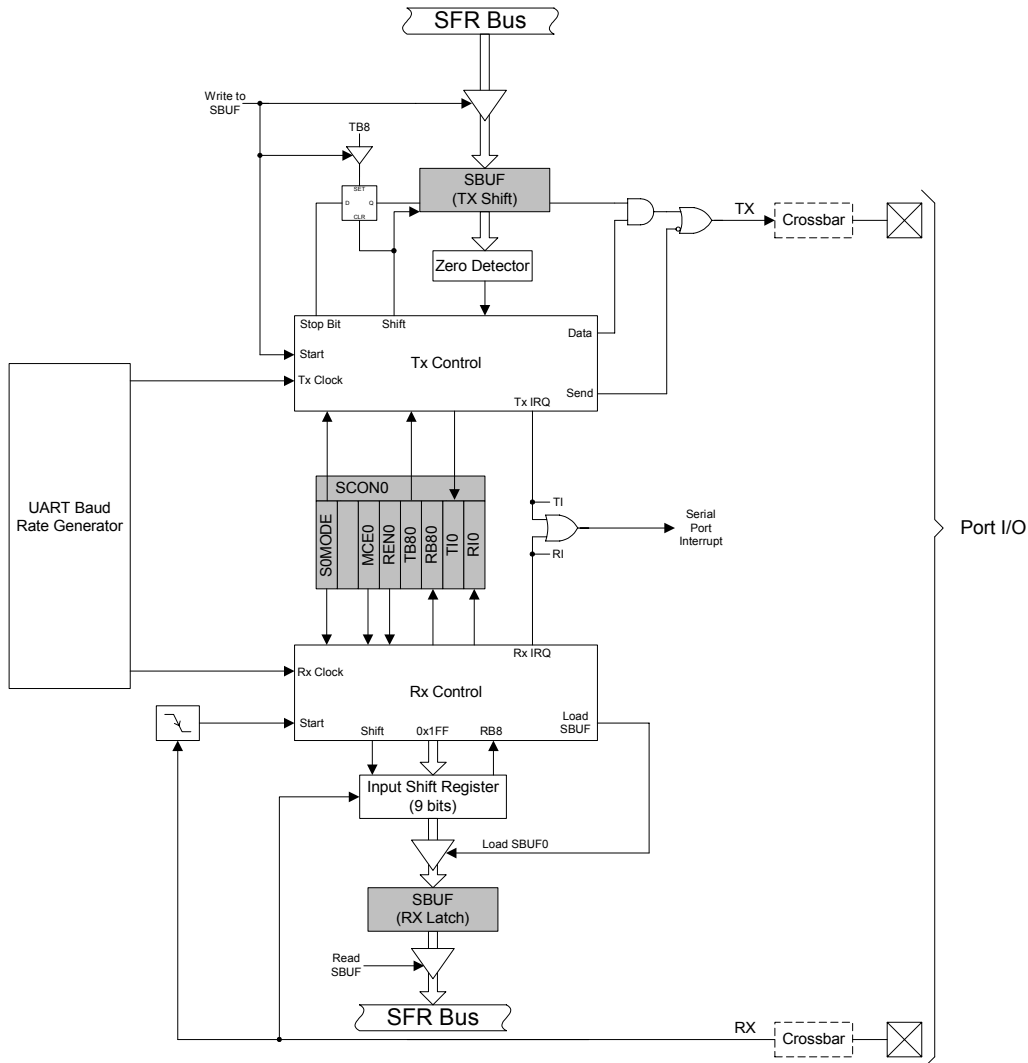 SFR Bus
Write to
SBUF
TB8
SET
D
Q
CLR
SBUF
(TX Shift)
TX
Crossbar
Zero Detector
Stop Bit
Shift
Data
Start
Tx Control
Tx Clock
Send
Tx IRQ
UART Baud
Rate Generator
SCON0
S0MODE
MCE0
REN0
TB80
RB80
TI0
RI0
TI
RI
Serial
Port
Interrupt
Port I/O
Rx IRQ
Rx Clock
Rx Control
Start
Load
SBUF
Shift
0x1FF
RB8
Input Shift Register
(9 bits)
Load SBUF0
SBUF
(RX Latch)
Read
SBUF
SFR Bus
RX
Crossbar